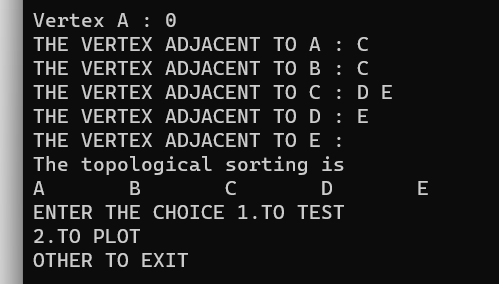 Vertex A : 0
THE VERTEX ADJACENT TO A : C
THE VERTEX ADJACENT TO B : C
THE VERTEX ADJACENT TO C : D E
THE VERTEX ADJACENT TO D : E
THE VERTEX ADJACENT TO E :
The topological sorting is
A B C D E
ENTER THE CHOICE 1.TO TEST
2.TO PLOT
OTHER TO EXIT